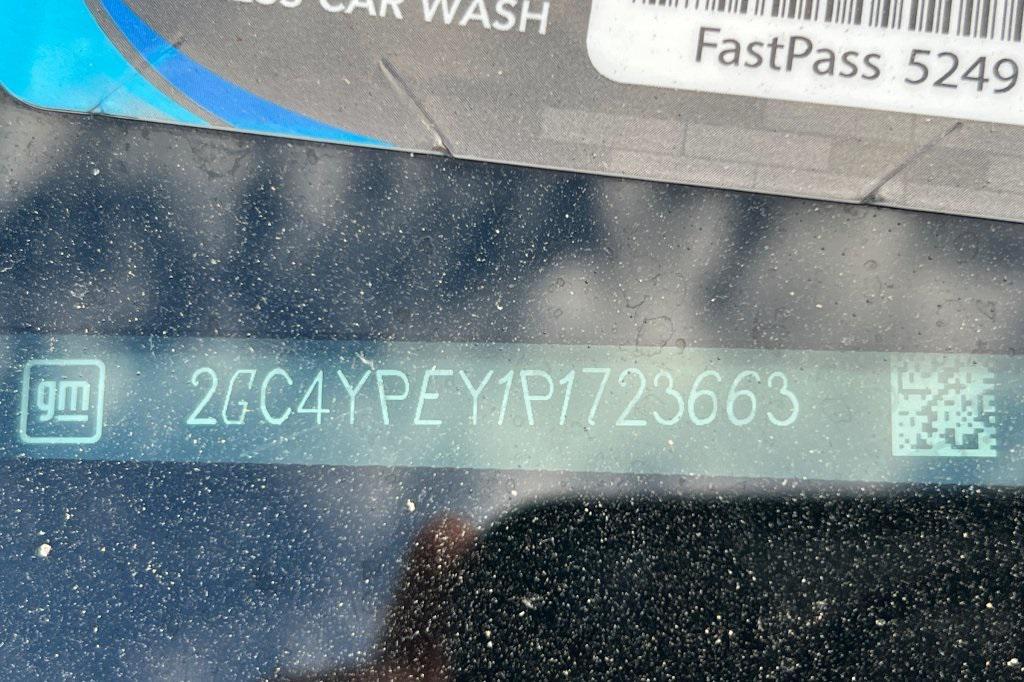 CAR WASH
FastPass 5249
gm
2GC4YPEY1P1723663